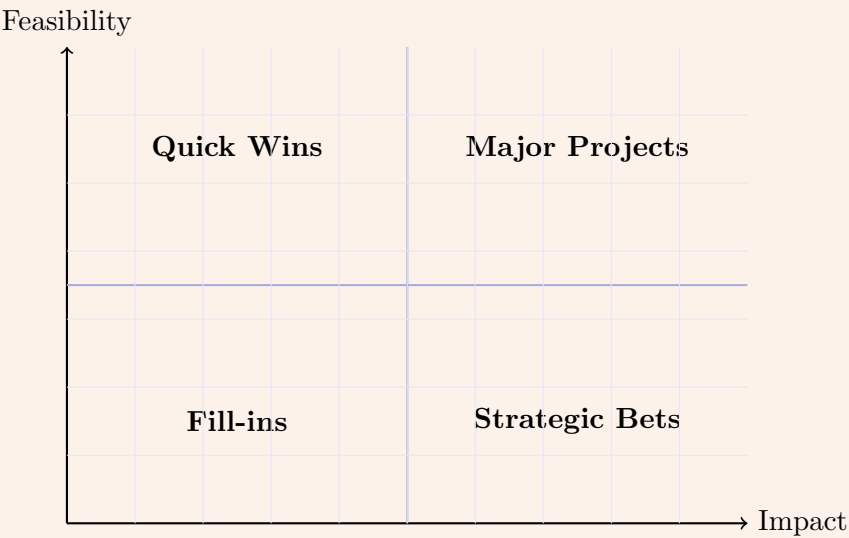 Feasibility
Quick Wins
Major Projects
Fill-ins
Strategic Bets
Impact